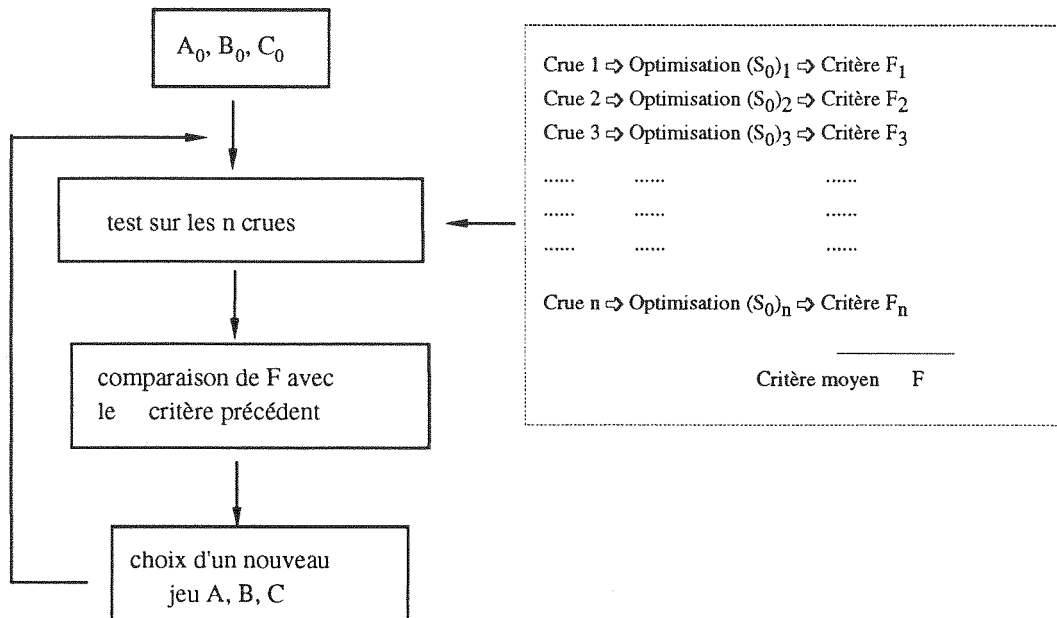 A0, B0, C0
test sur les n crues
comparaison de F avec
le critère précédent
choix d'un nouveau
jeu A, B, C
Crue 1 ⇨ Optimisation (S0)1 ⇨ Critère F1
Crue 2 ⇨ Optimisation (S0)2 ⇨ Critère F2
Crue 3 ⇨ Optimisation (S0)3 ⇨ Critère F3
...... ...... ......
...... ...... ......
...... ...... ......
Crue n ⇨ Optimisation (S0)n ⇨ Critère Fn
Critère moyen F